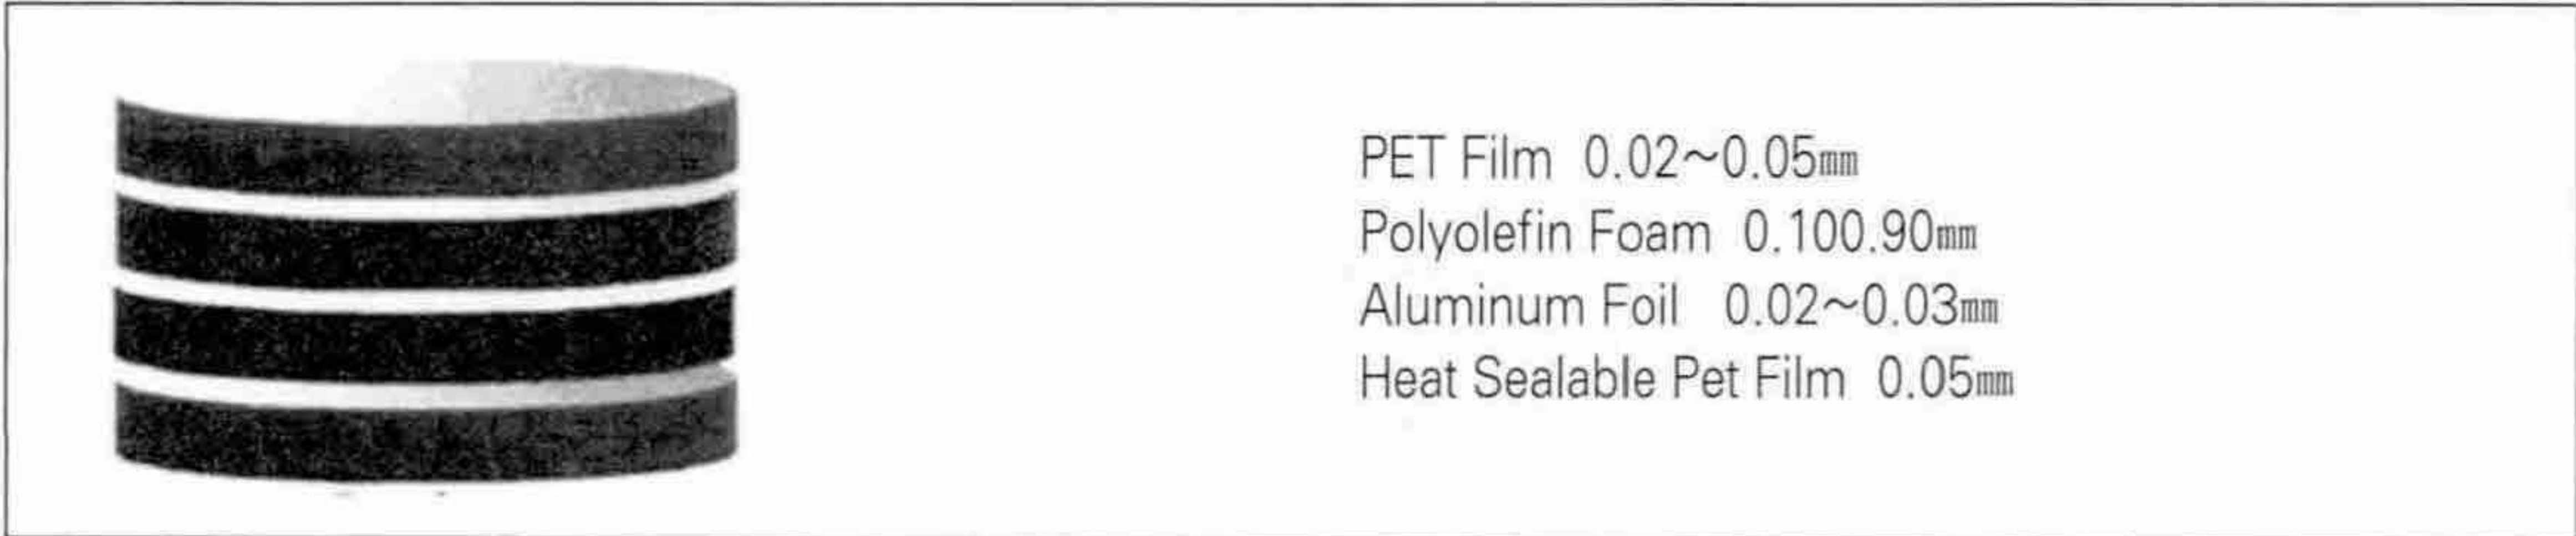 PET Film 0.02~0.05㎜
Polyolefin Foam 0.100.90㎜
Aluminum Foil 0.02~0.03㎜
Heat Sealable Pet Film 0.05㎜